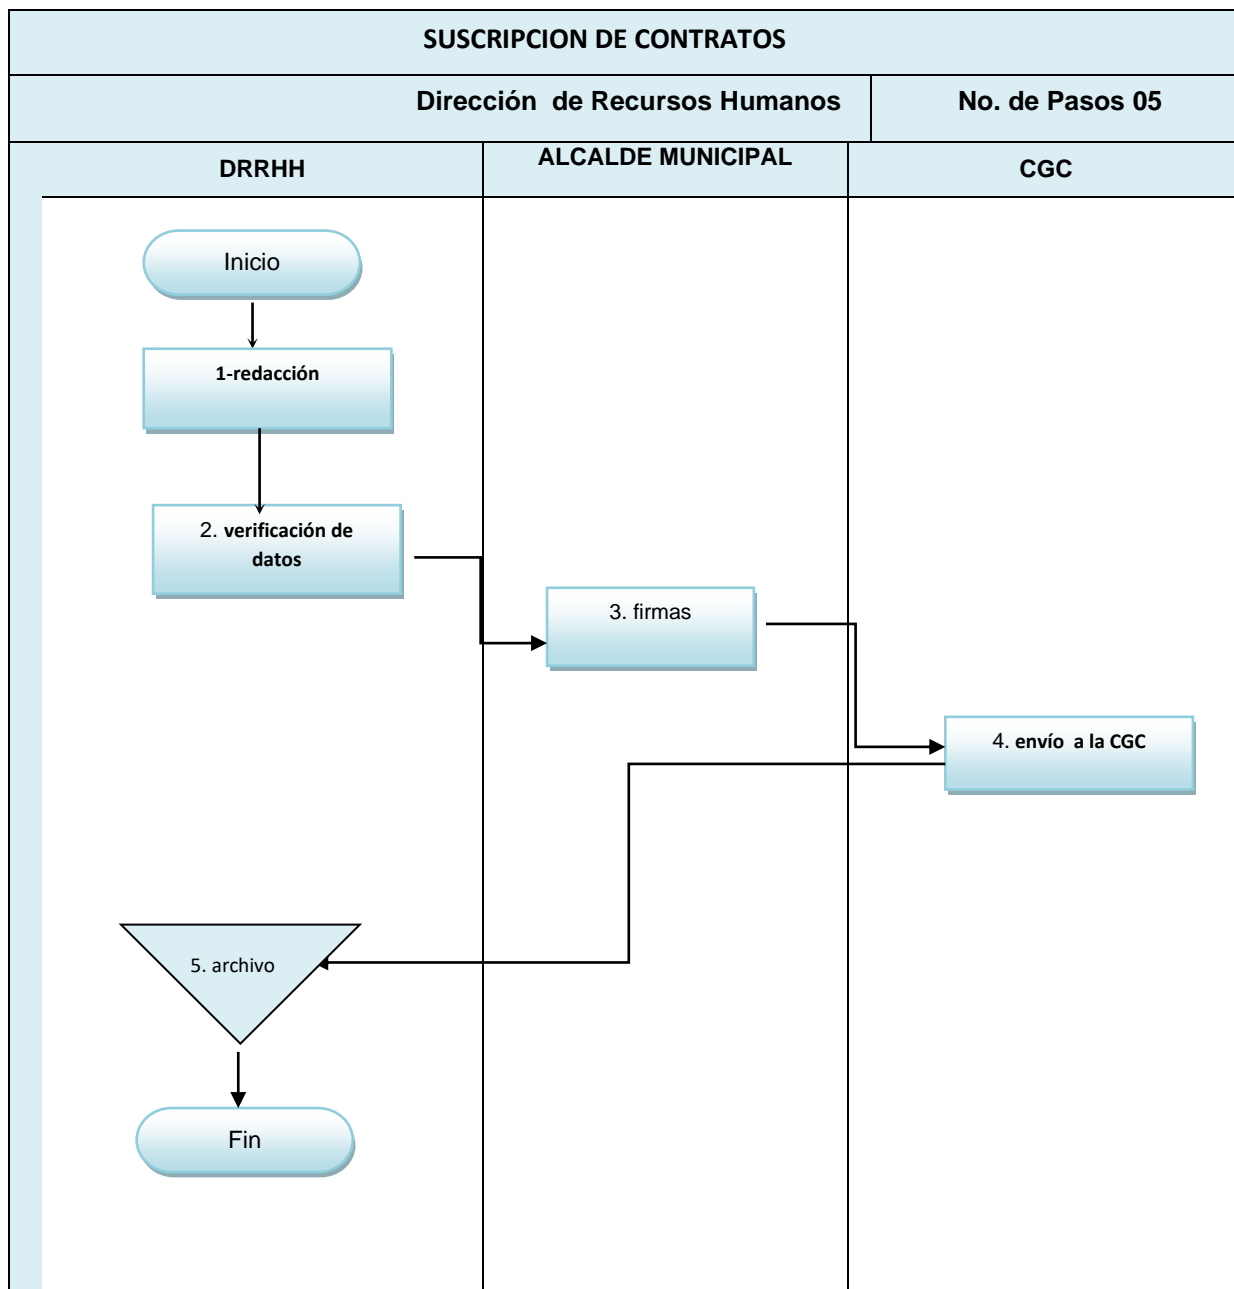 SUSCRIPCION DE CONTRATOS
Dirección de Recursos Humanos
No. de Pasos 05
DRRHH
ALCALDE MUNICIPAL
CGC
Inicio
1-redacción
2. verificación de
datos
3. firmas
4. envío a la CGC
5. archivo
Fin